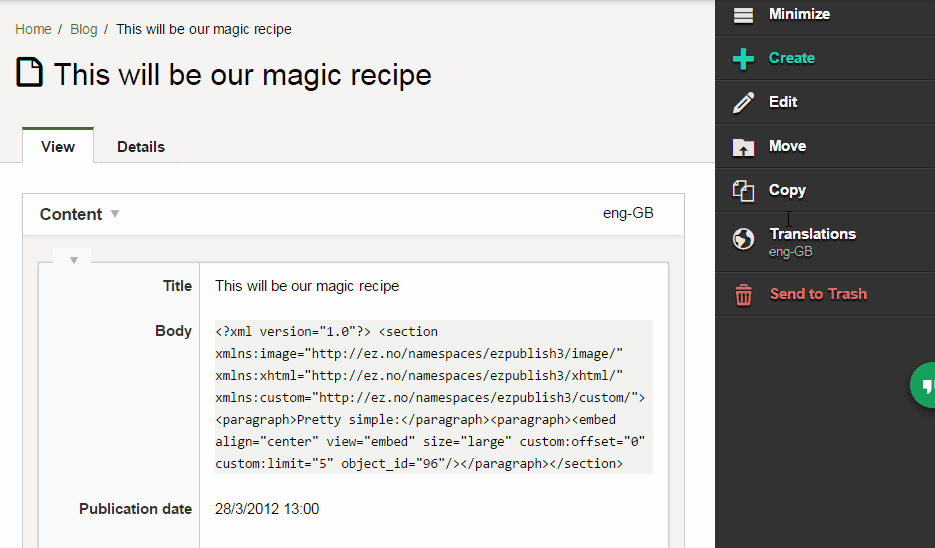 Home / Blog / This will be our magic recipe
This will be our magic recipe
View Details
Content eng-GB
Title This will be our magic recipe
Body <?xml version="1.0"?> <section
xmlns:image="http://ez.no/namespaces/ezpublish3/image/"
xmlns:xhtml="http://ez.no/namespaces/ezpublish3/xhtml/"
xmlns:custom="http://ez.no/namespaces/ezpublish3/custom/">
<paragraph>Pretty simple:</paragraph><paragraph><embed
align="center" view="embed" size="large" custom:offset="0"
custom:limit="5" object_id="96"/></paragraph></section>
Publication date 28/3/2012 13:00
Minimize
Create
Edit
Move
Copy
Translations
eng-GB
Send to Trash